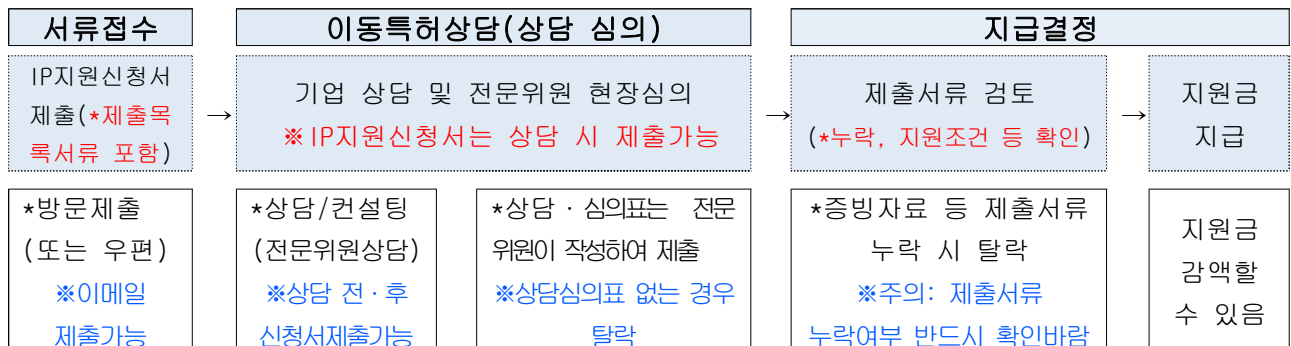 서류접수
이동특허상담(상담 심의)
지급결정
IP지원신청서
제출(*제출목
록서류 포함)
→
기업 상담 및 전문위원 현장심의
※IP지원신청서는 상담 시 제출가능
→
제출서류 검토
(*누락, 지원조건 등 확인)
→
지원금
지급
*방문제출
(또는 우편)
※이메일
제출가능
*상담/컨설팅
(전문위원상담)
※상담 전·후
신청서제출가능
*상담·심의표는 전문
위원이 작성하여 제출
※상담심의표 없는 경우
탈락
*증빙자료 등 제출서류
누락 시 탈락
※주의: 제출서류
누락여부 반드시 확인바람
지원금
감액할
수 있음